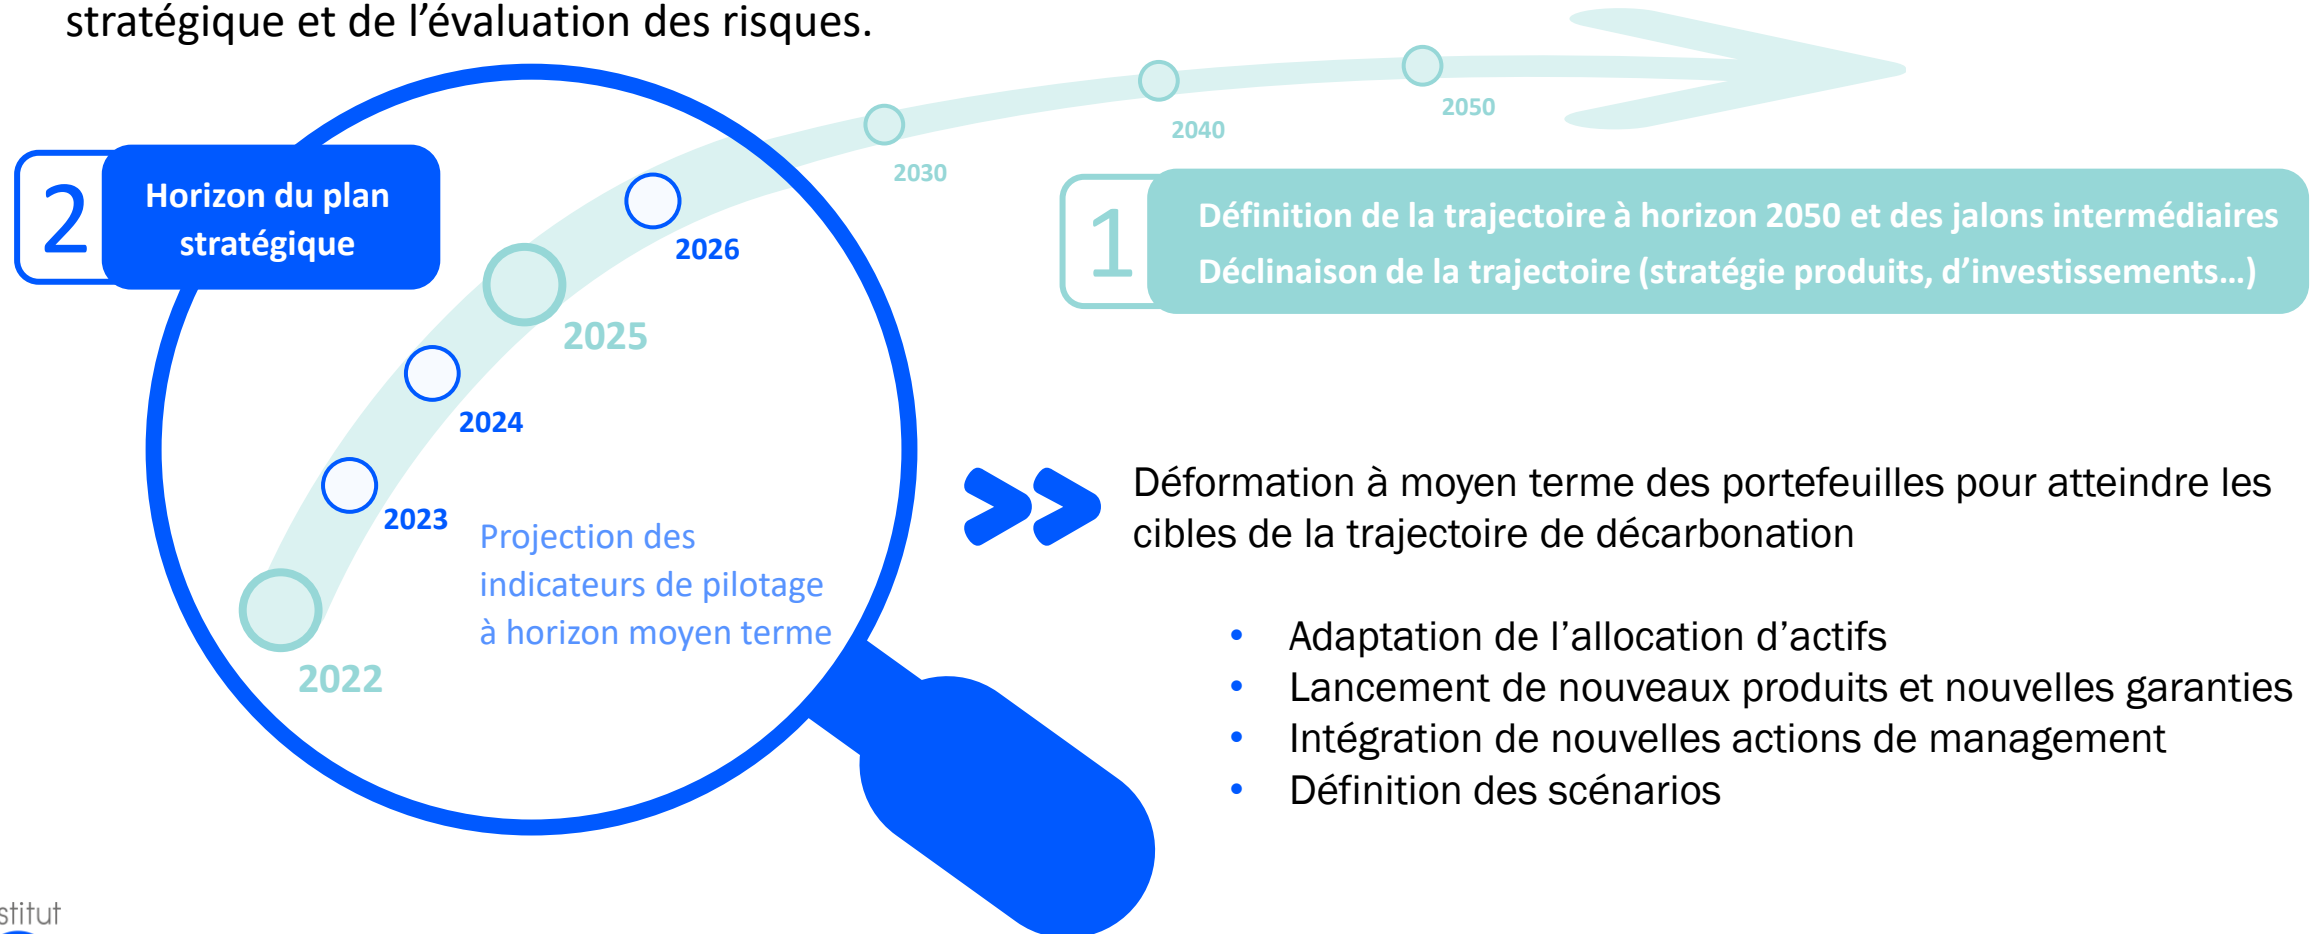 stratégique et de l’évaluation des risques.
2050
2040
2030
2
Horizon du plan
stratégique
1
Définition de la trajectoire à horizon 2050 et des jalons intermédiaires
Déclinaison de la trajectoire (stratégie produits, d’investissements…)
2026
2025
2024
2023
2022
Projection des
indicateurs de pilotage
à horizon moyen terme
Déformation à moyen terme des portefeuilles pour atteindre les
cibles de la trajectoire de décarbonation
• Adaptation de l’allocation d’actifs
• Lancement de nouveaux produits et nouvelles garanties
• Intégration de nouvelles actions de management
• Définition des scénarios
stitut